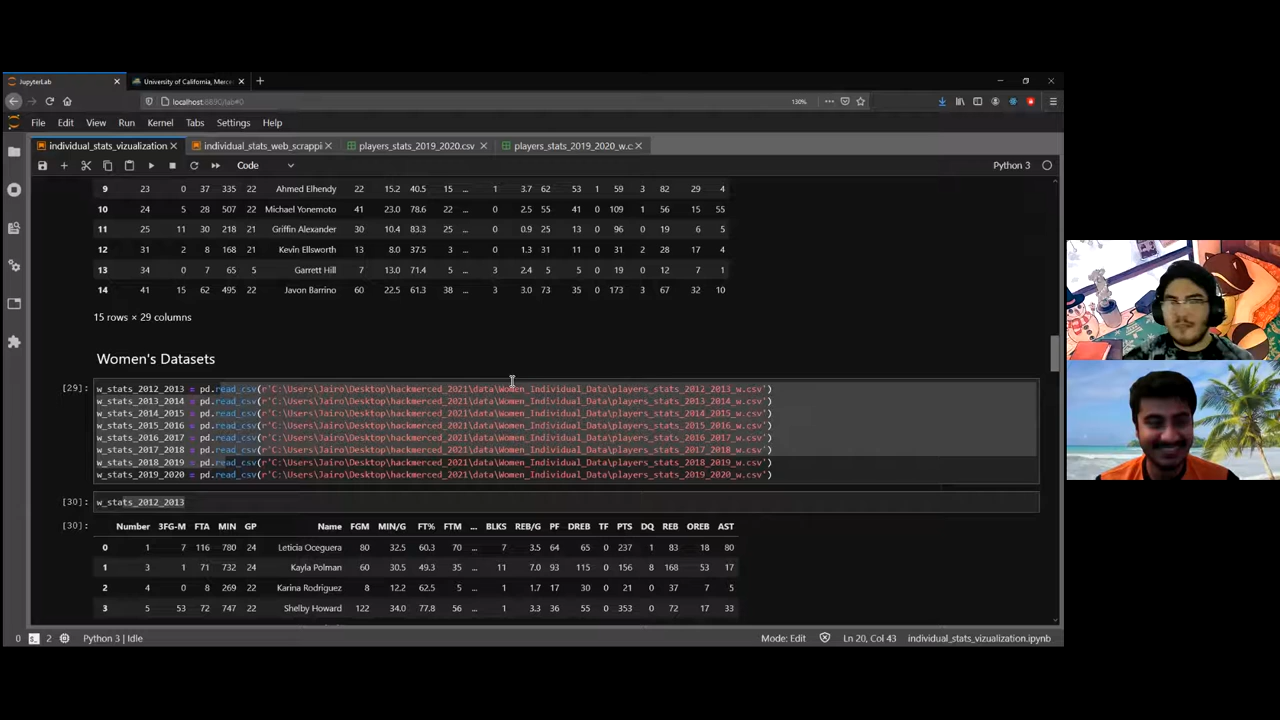 JupyterLab
University of California, Merce
localhost:8890/lab#0
130%
File Edit View Run Kernel Tabs Settings Help
individual_stats_vizualization
individual_stats_web_scrappi
players_stats_2019_2020.csv
players_stats_2019_2020_w.c
Code
Python 3
9 23 0 37 335 22 Ahmed Elhendy 22 15.2 40.5 15 ... 1 3.7 62 53 1 59 3 82 29 4
10 24 5 28 507 22 Michael Yonemoto 41 23.0 78.6 22 ... 0 2.5 55 41 0 109 1 56 15 55
11 25 11 30 218 21 Griffin Alexander 30 10.4 83.3 25 ... 0 0.9 25 13 0 96 0 19 6 5
12 31 2 8 168 21 Kevin Ellsworth 13 8.0 37.5 3 ... 0 1.3 31 11 0 31 2 28 17 4
13 34 0 7 65 5 Garrett Hill 7 13.0 71.4 5 ... 3 2.4 5 5 0 19 0 12 7 1
14 41 15 62 495 22 Javon Barrino 60 22.5 61.3 38 ... 3 3.0 73 35 0 173 3 67 32 10
15 rows × 29 columns
Women's Datasets
[29]: w_stats_2012_2013 = pd.read_csv(r'C:\Users\Jairo\Desktop\hackmerced_2021\data\Women_Individual_Data\players_stats_2012_2013_w.csv')
w_stats_2013_2014 = pd.read_csv(r'C:\Users\Jairo\Desktop\hackmerced_2021\data\Women_Individual_Data\players_stats_2013_2014_w.csv')
w_stats_2014_2015 = pd.read_csv(r'C:\Users\Jairo\Desktop\hackmerced_2021\data\Women_Individual_Data\players_stats_2014_2015_w.csv')
w_stats_2015_2016 = pd.read_csv(r'C:\Users\Jairo\Desktop\hackmerced_2021\data\Women_Individual_Data\players_stats_2015_2016_w.csv')
w_stats_2016_2017 = pd.read_csv(r'C:\Users\Jairo\Desktop\hackmerced_2021\data\Women_Individual_Data\players_stats_2016_2017_w.csv')
w_stats_2017_2018 = pd.read_csv(r'C:\Users\Jairo\Desktop\hackmerced_2021\data\Women_Individual_Data\players_stats_2017_2018_w.csv')
w_stats_2018_2019 = pd.read_csv(r'C:\Users\Jairo\Desktop\hackmerced_2021\data\Women_Individual_Data\players_stats_2018_2019_w.csv')
w_stats_2019_2020 = pd.read_csv(r'C:\Users\Jairo\Desktop\hackmerced_2021\data\Women_Individual_Data\players_stats_2019_2020_w.csv')
[30]: w_stats_2012_2013
[30]: Number 3FG-M FTA MIN GP Name FGM MIN/G FT% FTM ... BLKS REB/G PF DREB TF PTS DQ REB OREB AST
0 1 7 116 780 24 Leticia Oceguera 80 32.5 60.3 70 ... 7 3.5 64 65 0 237 1 83 18 80
1 3 1 71 732 24 Kayla Polman 60 30.5 49.3 35 ... 11 7.0 93 115 0 156 8 168 53 17
2 4 0 8 269 22 Karina Rodriguez 8 12.2 62.5 5 ... 1 1.7 17 30 0 21 0 37 7 5
3 5 53 72 747 22 Shelby Howard 122 34.0 77.8 56 ... 1 3.3 36 55 0 353 0 72 17 33
0 2 Python 3 | Idle
Mode: Edit Ln 20, Col 43 individual_stats_vizualization.ipynb